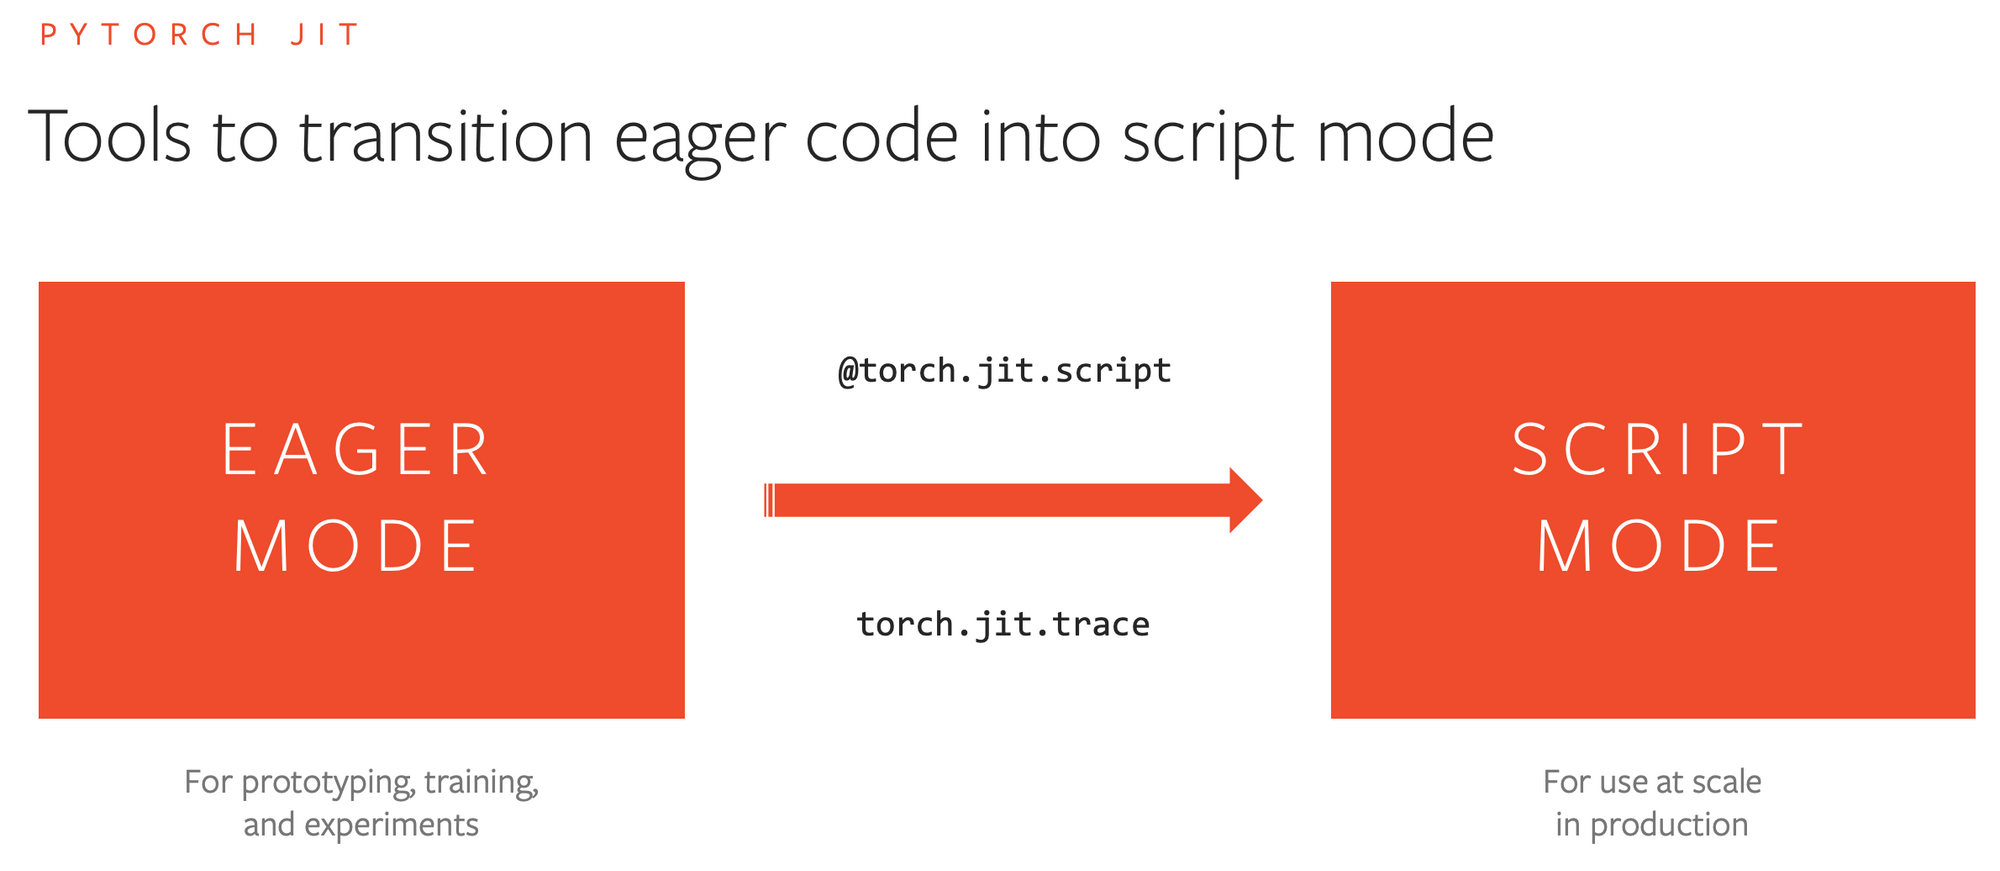 PYTORCH JIT
Tools to transition eager code into script mode
EAGER
MODE
@torch.jit.script
torch.jit.trace
SCRIPT
MODE
For prototyping, training,
and experiments
For use at scale
in production